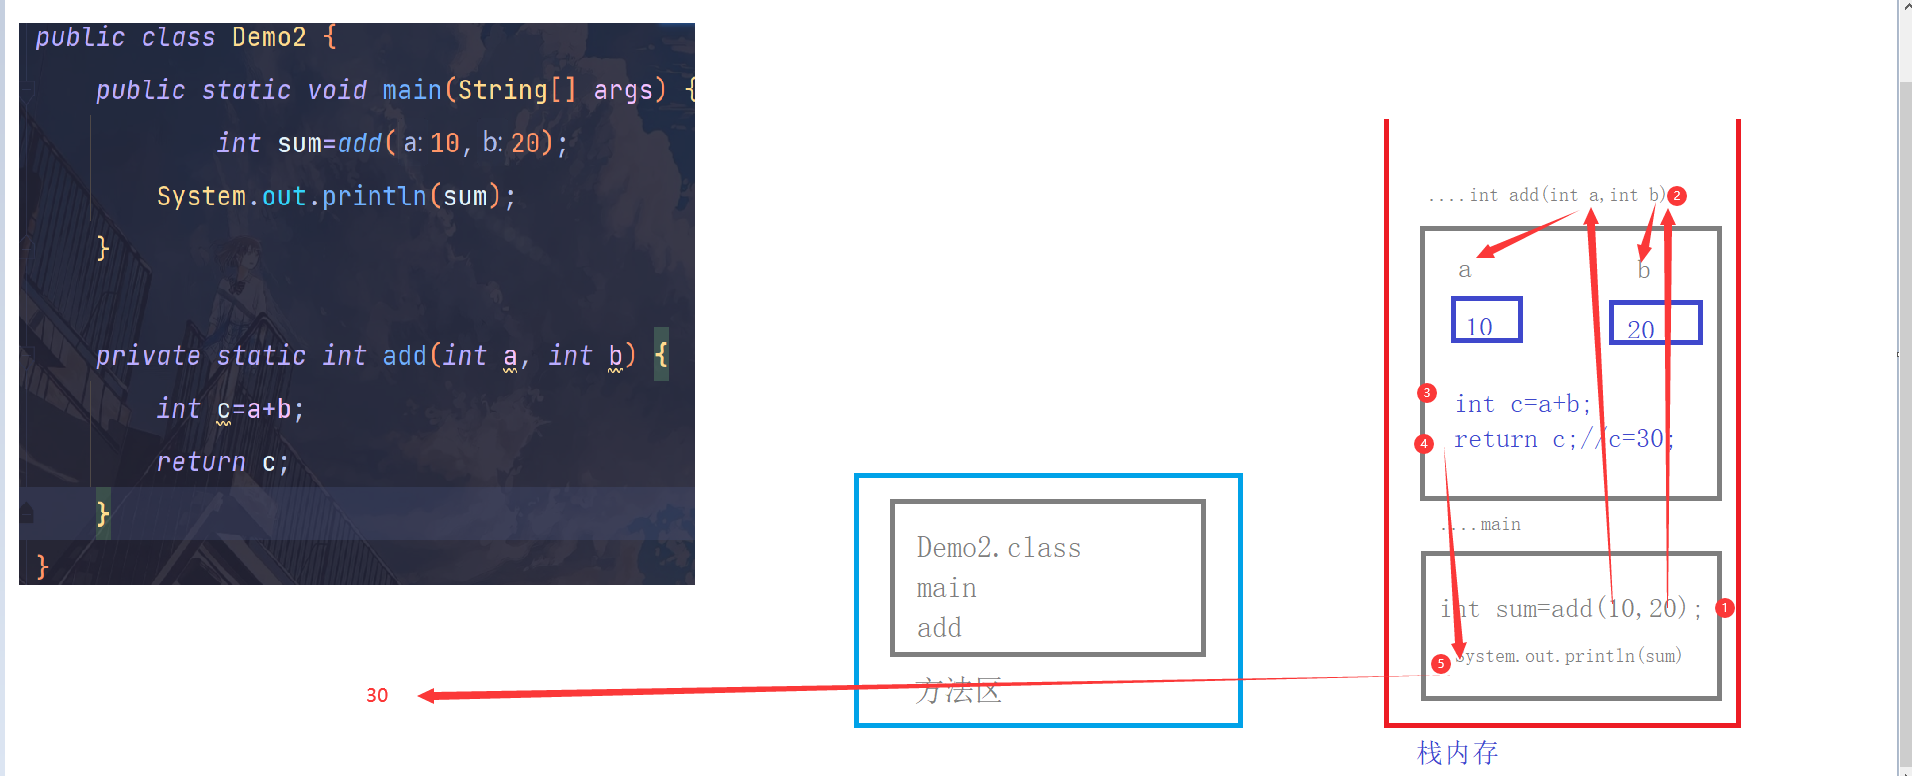 public class Demo2 {
public static void main(String[] args) {
int sum=add( a: 10, b: 20);
System.out.println(sum);
}
private static int add(int a, int b) {
int c=a+b;
return c;
}
}
30
Demo2.class
main
add
方法区
....int add(int a,int b)
2
a
b
10
20
3
int c=a+b;
4
return c;//c=30;
....main
int sum=add(10,20);
1
5
System.out.println(sum)
栈内存